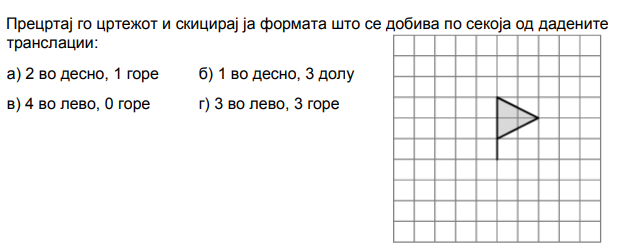 Прецртај го цртежот и скицирај ја формата што се добива по секоја од дадените
транслации:
а) 2 во десно, 1 горе б) 1 во десно, 3 долу
в) 4 во лево, 0 горе г) 3 во лево, 3 горе